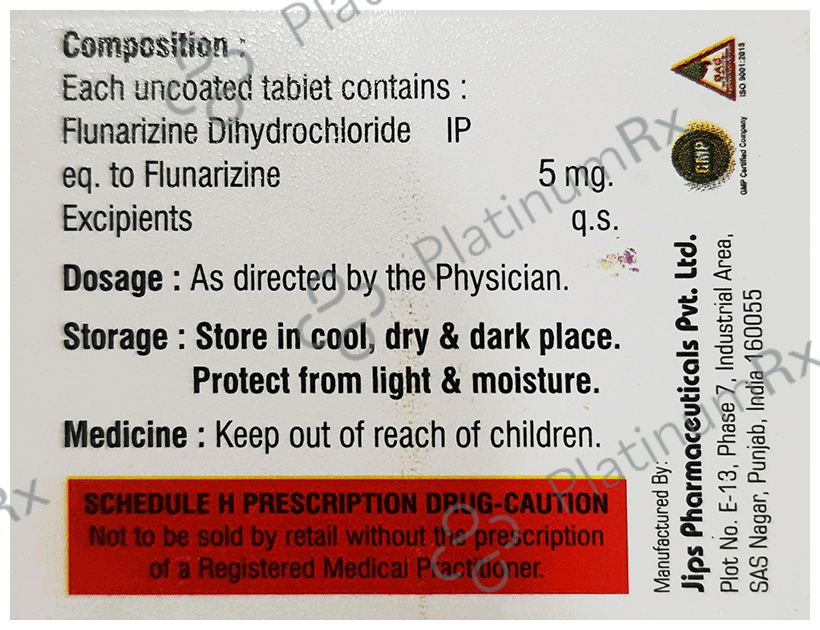 Composition :
Each uncoated tablet contains :
Flunarizine Dihydrochloride IP
eq. to Flunarizine 5 mg.
Excipients q.s.
Dosage : As directed by the Physician.
Storage : Store in cool, dry & dark place.
Protect from light & moisture.
Medicine : Keep out of reach of children.
SCHEDULE H PRESCRIPTION DRUG-CAUTION
Not to be sold by retail without the prescription
of a Registered Medical Practitioner.
Manufactured By:
Jips Pharmaceuticals Pvt. Ltd.
Plot No. E-13, Phase 7, Industrial Area,
SAS Nagar, Punjab, India 160055
ISO 9001:2015
GMP
GMP Certified Company
PlatinumRx
PlatinumRx
PlatinumRx
Rx